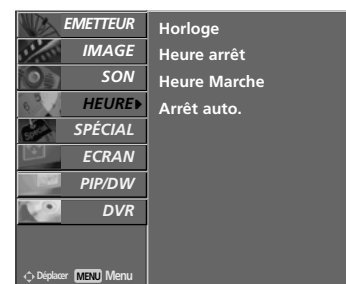 EMETTEUR
IMAGE
SON
HEURE
SPÉCIAL
ECRAN
PIP/DW
DVR
Déplacer MENU Menu
Horloge
Heure arrêt
Heure Marche
Arrêt auto.